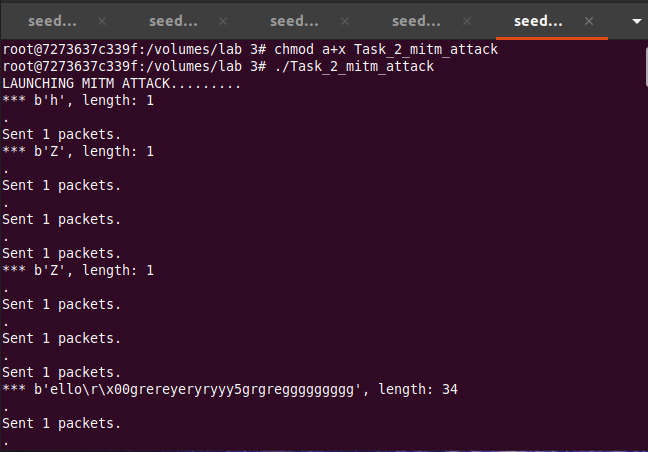 seed... × seed... × seed... × seed... × seed... ×
root@7273637c339f:/volumes/lab 3# chmod a+x Task_2_mitm_attack
root@7273637c339f:/volumes/lab 3# ./Task_2_mitm_attack
LAUNCHING MITM ATTACK.........
*** b'h', length: 1
.
Sent 1 packets.
*** b'Z', length: 1
.
Sent 1 packets.
.
Sent 1 packets.
.
Sent 1 packets.
*** b'Z', length: 1
.
Sent 1 packets.
.
Sent 1 packets.
.
Sent 1 packets.
*** b'ello\r\x00grereyeryryyy5grgreggggggggg', length: 34
.
Sent 1 packets.
.